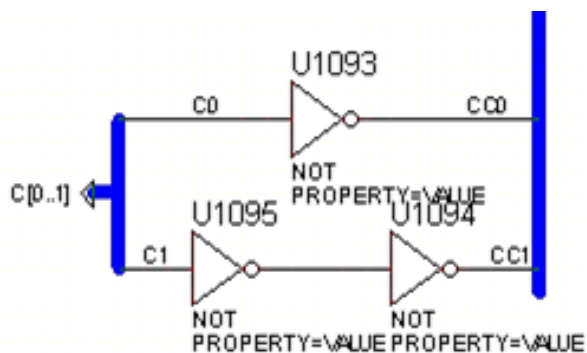 U1093
C0
CC0
C[0..1]
NOT
PROPERTY=VALUE
U1095
U1094
C1
CC1
NOT
PROPERTY=VALUE
NOT
PROPERTY=VALUE